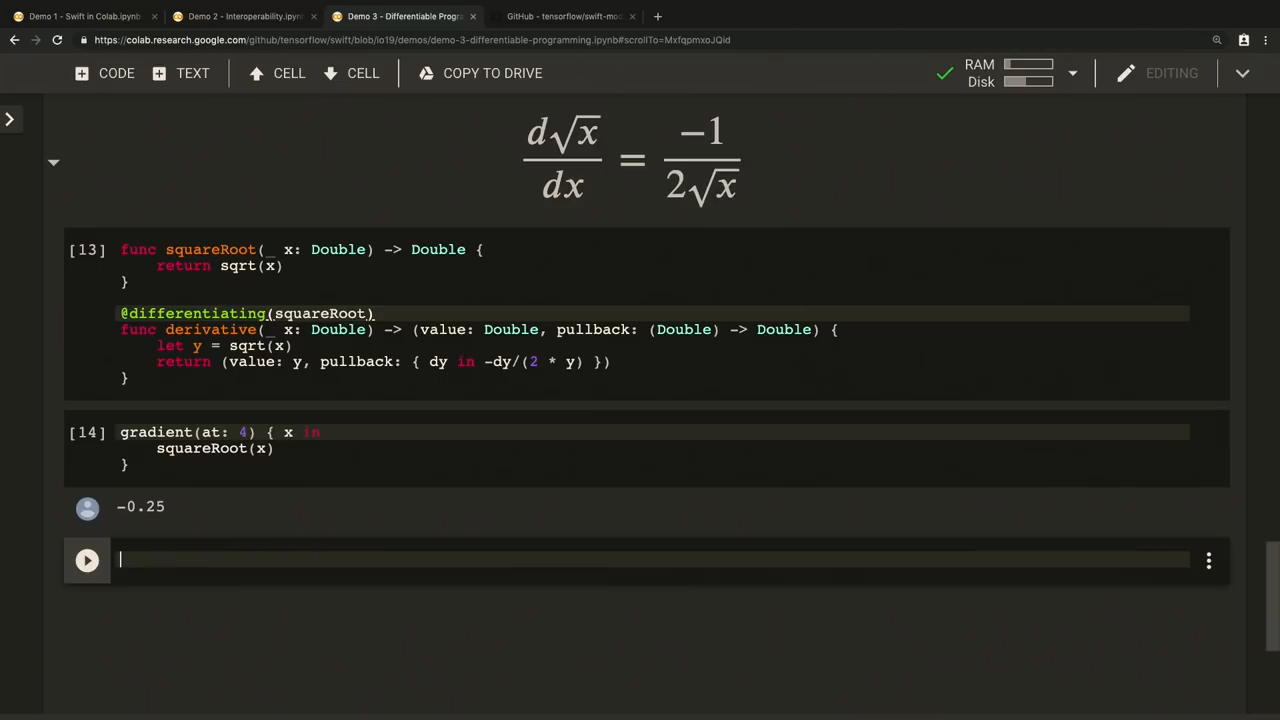 Demo 1 - Swift in Colab.ipynb
Demo 2 - Interoperability.ipyn
Demo 3 - Differentiable Progra
GitHub - tensorflow/swift-mod
https://colab.research.google.com/github/tensorflow/swift/blob/io19/demos/demo-3-differentiable-programming.ipynb#scrollTo=MxfqpmxoJQid
CODE TEXT CELL CELL COPY TO DRIVE RAM Disk EDITING
d√x / dx = −1 / 2√x
[13] func squareRoot(_ x: Double) -> Double {
return sqrt(x)
}
@differentiating(squareRoot)
func derivative(_ x: Double) -> (value: Double, pullback: (Double) -> Double) {
let y = sqrt(x)
return (value: y, pullback: { dy in -dy/(2 * y) })
}
[14] gradient(at: 4) { x in
squareRoot(x)
}
-0.25